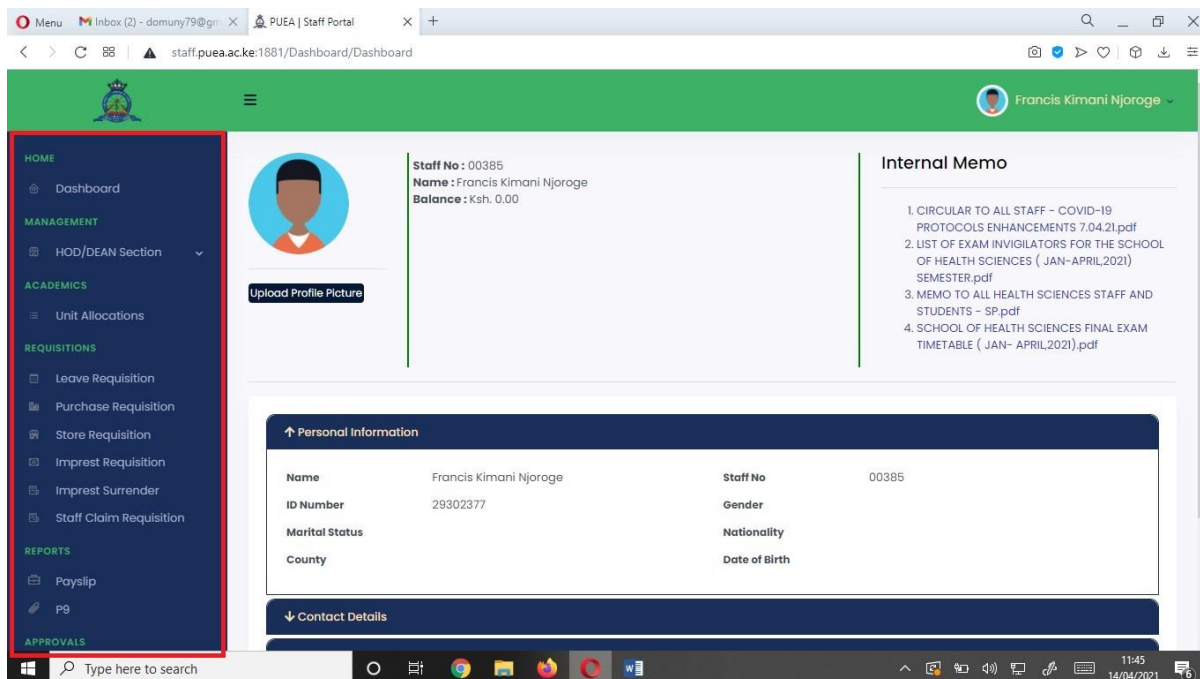 Menu
Inbox (2) - domuny79@gm
PUEA | Staff Portal
staff.puea.ac.ke:1881/Dashboard/Dashboard
Francis Kimani Njoroge
HOME
Dashboard
MANAGEMENT
HOD/DEAN Section
ACADEMICS
Unit Allocations
REQUISITIONS
Leave Requisition
Purchase Requisition
Store Requisition
Imprest Requisition
Imprest Surrender
Staff Claim Requisition
REPORTS
Payslip
P9
APPROVALS
Upload Profile Picture
Staff No : 00385
Name : Francis Kimani Njoroge
Balance : Ksh. 0.00
Internal Memo
1. CIRCULAR TO ALL STAFF - COVID-19
PROTOCOLS ENHANCEMENTS 7.04.21.pdf
2. LIST OF EXAM INVIGILATORS FOR THE SCHOOL
OF HEALTH SCIENCES ( JAN-APRIL,2021)
SEMESTER.pdf
3. MEMO TO ALL HEALTH SCIENCES STAFF AND
STUDENTS - SP.pdf
4. SCHOOL OF HEALTH SCIENCES FINAL EXAM
TIMETABLE ( JAN- APRIL,2021).pdf
Personal Information
Name Francis Kimani Njoroge Staff No 00385
ID Number 29302377 Gender
Marital Status Nationality
County Date of Birth
Contact Details
Type here to search
11:45
14/04/2021
6